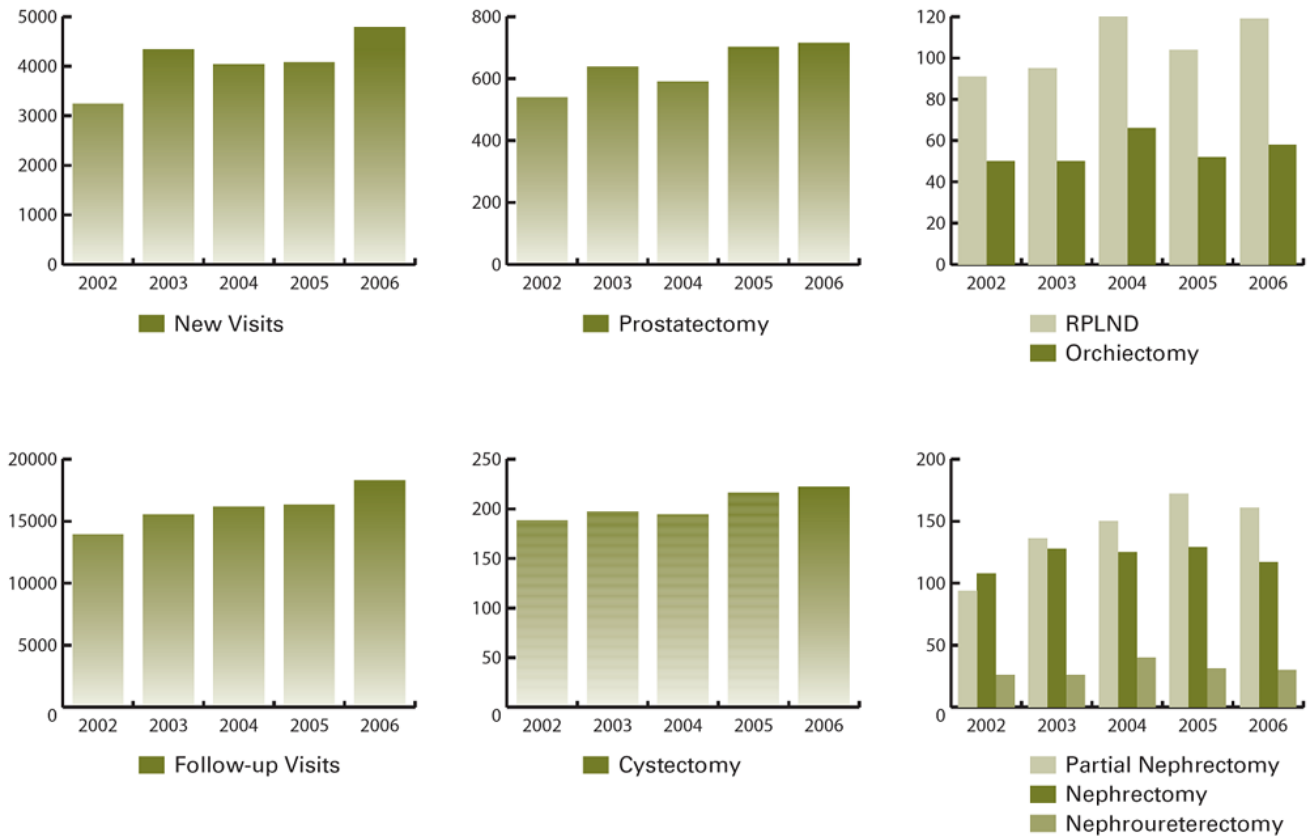 5000
4000
3000
2000
1000
0
2002 2003 2004 2005 2006
New Visits
800
600
400
200
0
2002 2003 2004 2005 2006
Prostatectomy
120
100
80
60
40
20
0
2002 2003 2004 2005 2006
RPLND
Orchiectomy
20000
15000
10000
5000
0
2002 2003 2004 2005 2006
Follow-up Visits
250
200
150
100
50
0
2002 2003 2004 2005 2006
Cystectomy
200
150
100
50
0
2002 2003 2004 2005 2006
Partial Nephrectomy
Nephrectomy
Nephroureterectomy